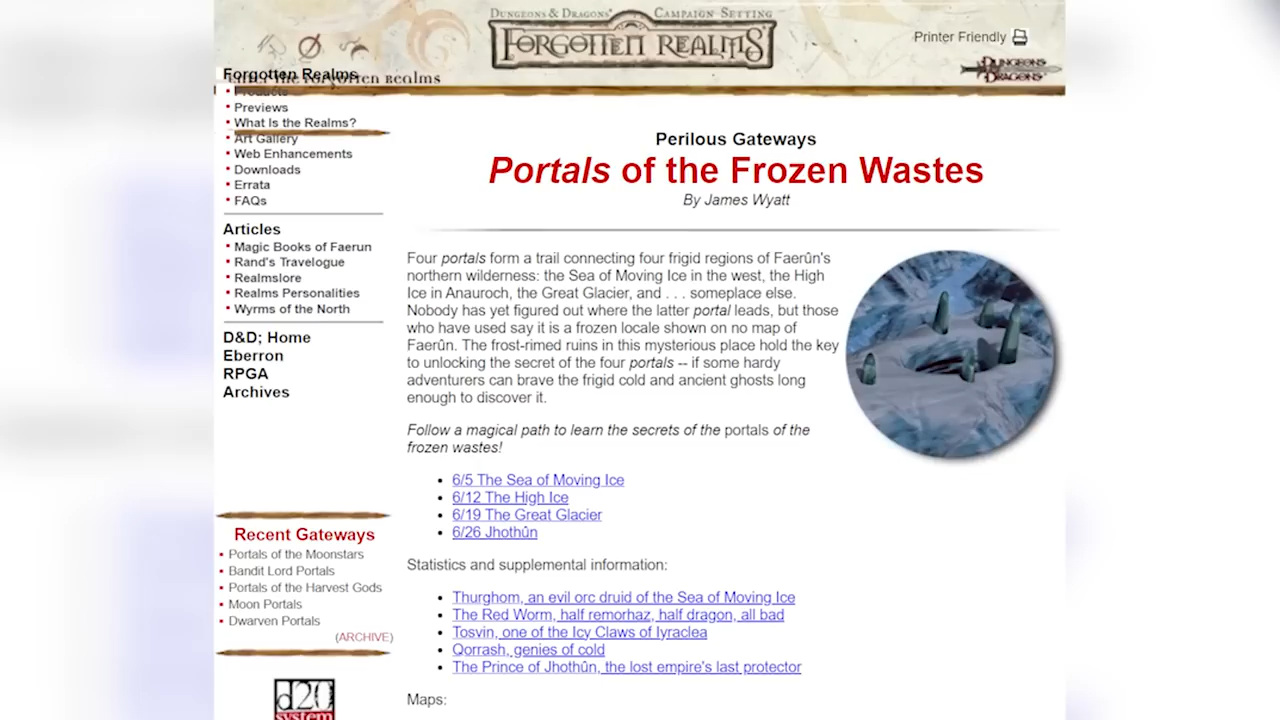 DUNGEONS & DRAGONS® CAMPAIGN SETTING
FORGOTTEN REALMS®
Printer Friendly
DUNGEONS & DRAGONS
Forgotten Realms
the forgotten realms
Products
Previews
What Is the Realms?
Art Gallery
Web Enhancements
Downloads
Errata
FAQs
Articles
Magic Books of Faerun
Rand's Travelogue
Realmslore
Realms Personalities
Wyrms of the North
D&D; Home
Eberron
RPGA
Archives
Recent Gateways
Portals of the Moonstars
Bandit Lord Portals
Portals of the Harvest Gods
Moon Portals
Dwarven Portals
(ARCHIVE)
d20
system
Perilous Gateways
Portals of the Frozen Wastes
By James Wyatt
Four portals form a trail connecting four frigid regions of Faerûn's
northern wilderness: the Sea of Moving Ice in the west, the High
Ice in Anauroch, the Great Glacier, and . . . someplace else.
Nobody has yet figured out where the latter portal leads, but those
who have used say it is a frozen locale shown on no map of
Faerûn. The frost-rimed ruins in this mysterious place hold the key
to unlocking the secret of the four portals -- if some hardy
adventurers can brave the frigid cold and ancient ghosts long
enough to discover it.
Follow a magical path to learn the secrets of the portals of the
frozen wastes!
6/5 The Sea of Moving Ice
6/12 The High Ice
6/19 The Great Glacier
6/26 Jhothûn
Statistics and supplemental information:
Thurghom, an evil orc druid of the Sea of Moving Ice
The Red Worm, half remorhaz, half dragon, all bad
Tosvin, one of the Icy Claws of Iyraclea
Qorrash, genies of cold
The Prince of Jhothûn, the lost empire's last protector
Maps: